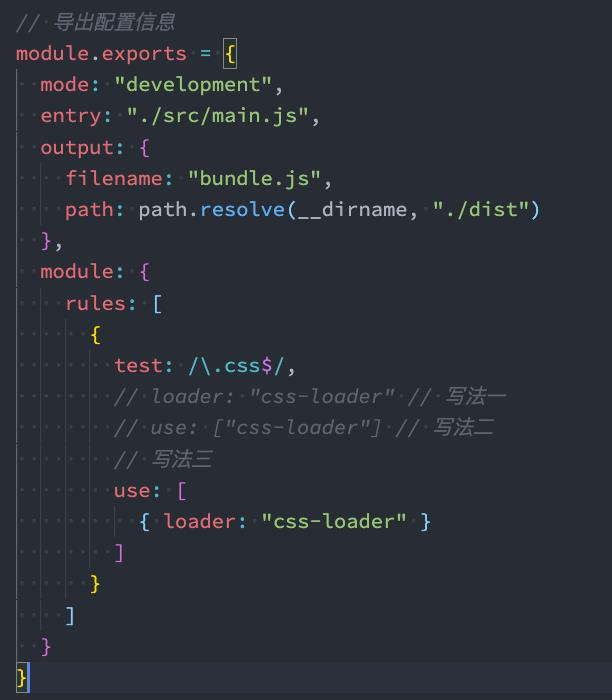 // 导出配置信息
module.exports = {
  mode: "development",
  entry: "./src/main.js",
  output: {
    filename: "bundle.js",
    path: path.resolve(__dirname, "./dist")
  },
  module: {
    rules: [
      {
        test: /\.css$/,
        // loader: "css-loader" // 写法一
        // use: ["css-loader"] // 写法二
        // 写法三
        use: [
          { loader: "css-loader" }
        ]
      }
    ]
  }
}